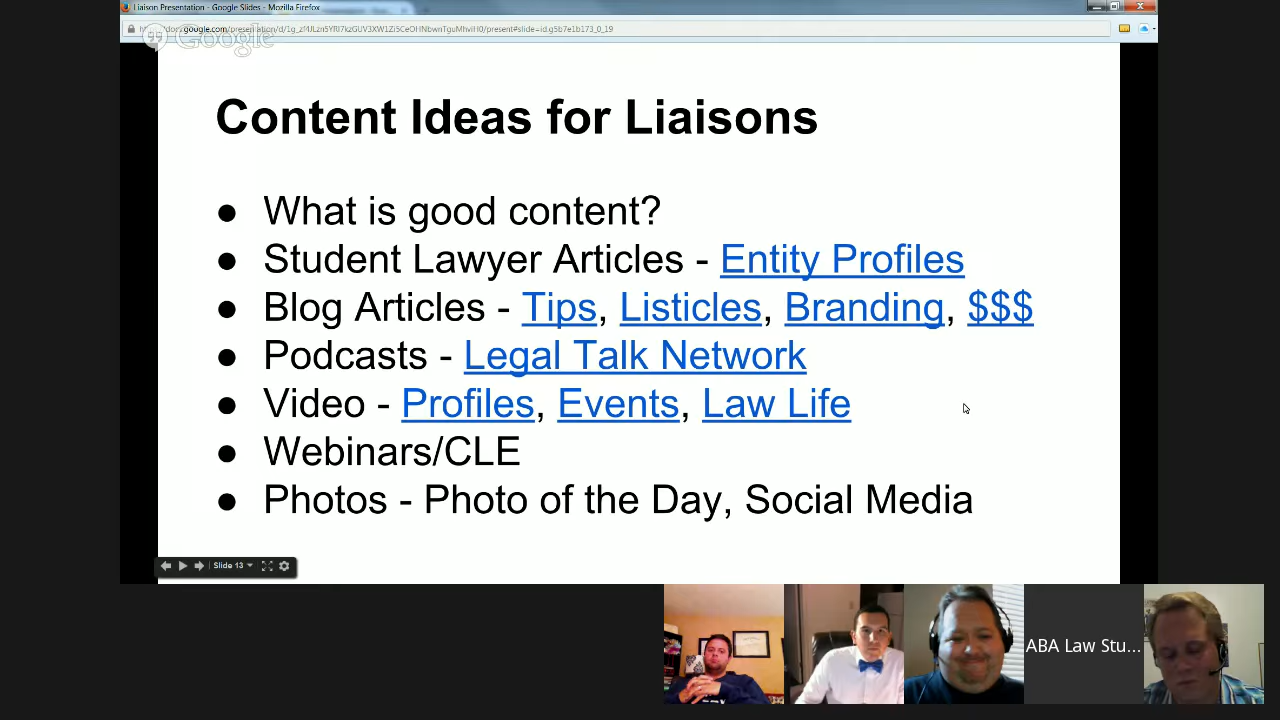 Liaison Presentation - Google Slides - Mozilla Firefox
Google
Content Ideas for Liaisons
● What is good content?
● Student Lawyer Articles - Entity Profiles
● Blog Articles - Tips, Listicles, Branding, $$$
● Podcasts - Legal Talk Network
● Video - Profiles, Events, Law Life
● Webinars/CLE
● Photos - Photo of the Day, Social Media
Slide 13
ABA Law Stu...